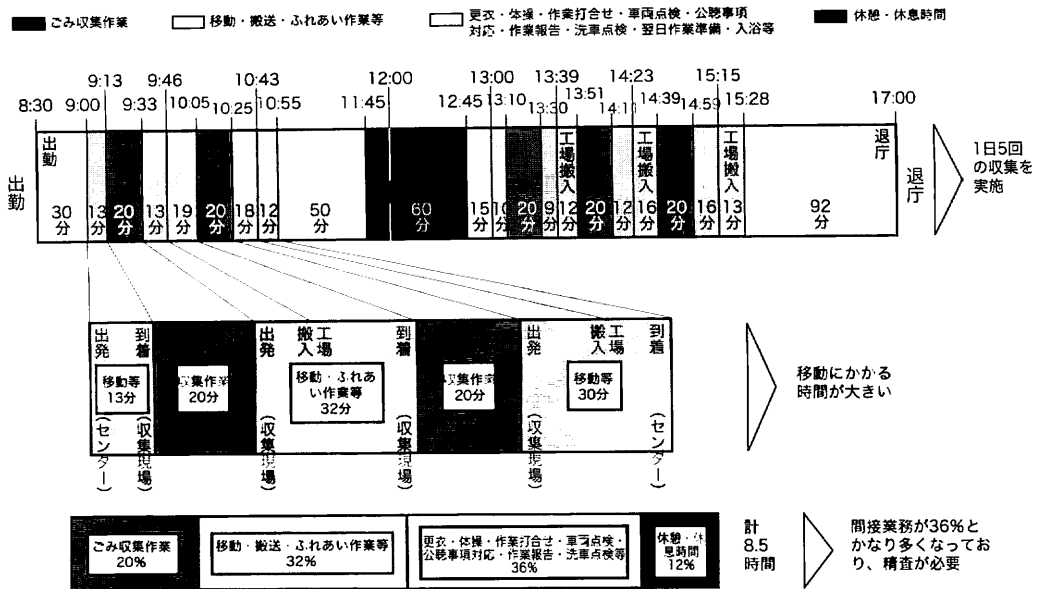 ごみ収集作業
移動・搬送・ふれあい作業等
更衣・体操・作業打合せ・車両点検・公聴事項
対応・作業報告・洗車点検・翌日作業準備・入浴等
休憩・休息時間
8:30
9:00
9:13
9:33
9:46
10:05
10:25
10:43
10:55
11:45
12:00
12:45
13:00
13:10
13:30
13:39
13:51
14:11
14:23
14:39
14:59
15:15
15:28
17:00
出勤
出勤
30分
13分
20分
13分
19分
20分
18分
12分
50分
60分
15分
10分
20分
9分
工場搬入
12分
20分
12分
工場搬入
16分
20分
16分
工場搬入
13分
92分
退庁
退庁
1日5回
の収集を
実施
出発
(センター)
移動等
13分
到着
(収集現場)
収集作業
20分
出発
(収集現場)
工場
搬入
移動・ふれあ
い作業等
32分
到着
(収集現場)
収集作業
20分
出発
(収集現場)
移動等
30分
工場
搬入
到着
(センター)
移動にかかる
時間が大きい
ごみ収集作業
20%
移動・搬送・ふれあい作業等
32%
更衣・体操・作業打合せ・車両点検・
公聴事項対応・作業報告・洗車点検等
36%
休憩・休
息時間
12%
計
8.5
時間
間接業務が36%と
かなり多くなってお
り、精査が必要